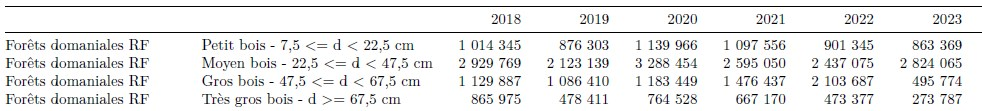 2018 2019 2020 2021 2022 2023
Forêts domaniales RF Petit bois - 7,5 <= d < 22,5 cm 1 014 345 876 303 1 139 966 1 097 556 901 345 863 369
Forêts domaniales RF Moyen bois - 22,5 <= d < 47,5 cm 2 929 769 2 123 139 3 288 454 2 595 050 2 437 075 2 824 065
Forêts domaniales RF Gros bois - 47,5 <= d < 67,5 cm 1 129 887 1 086 410 1 183 449 1 476 437 2 103 687 495 774
Forêts domaniales RF Très gros bois - d >= 67,5 cm 865 975 478 411 764 528 667 170 473 377 273 787